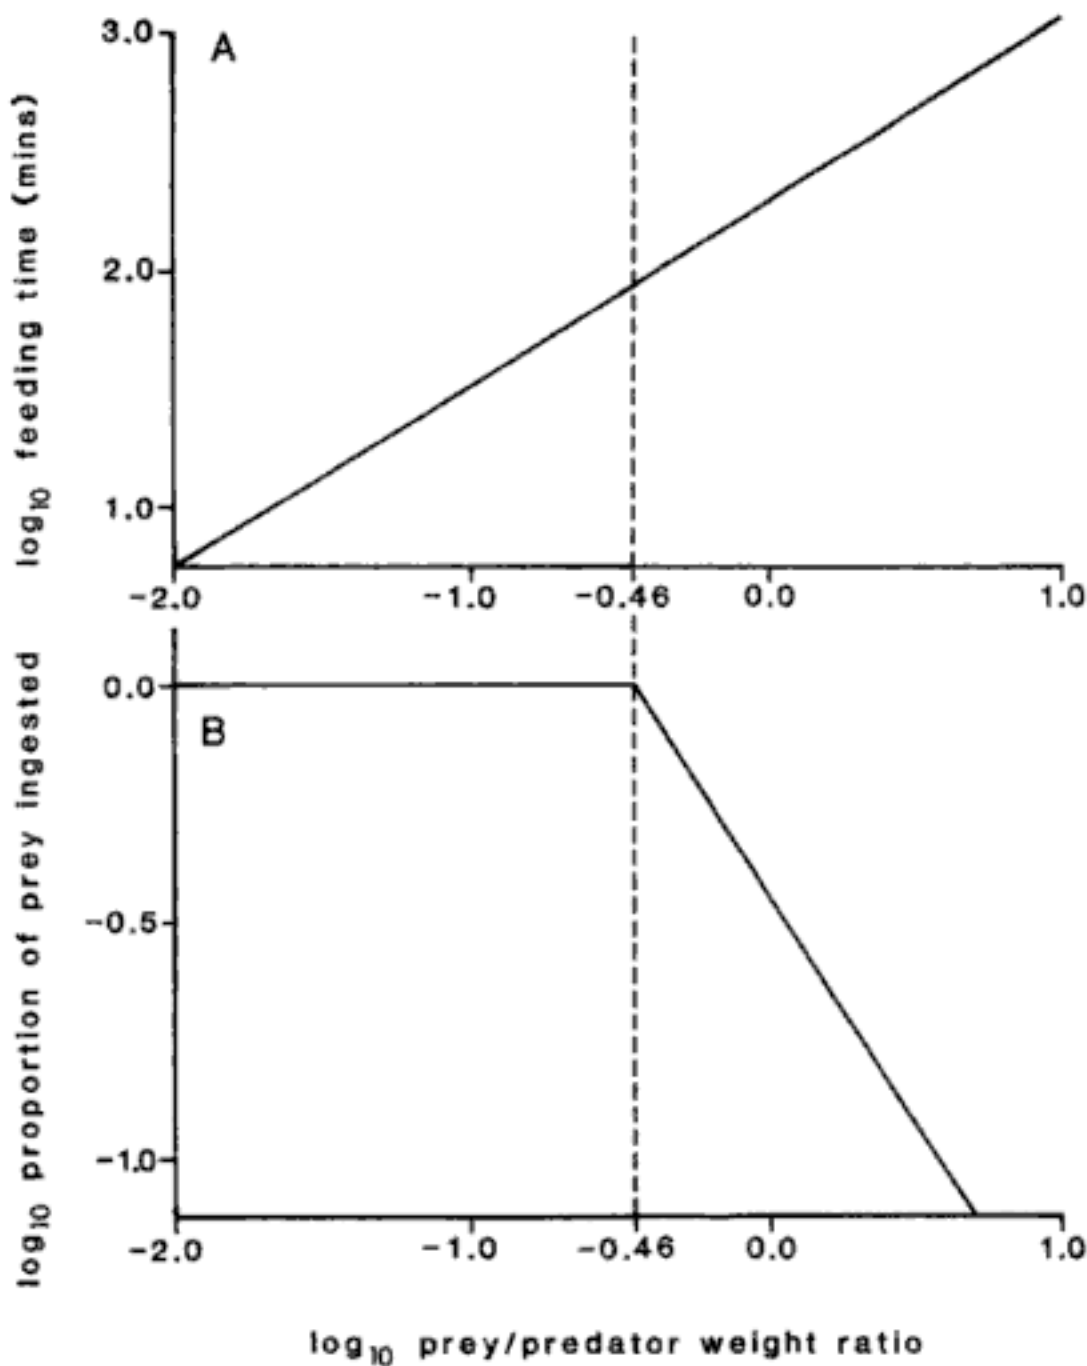 3.0
A
2.0
1.0
log10 feeding time (mins)
-2.0 -1.0 -0.46 0.0 1.0
0.0
B
-0.5
-1.0
log10 proportion of prey ingested
-2.0 -1.0 -0.46 0.0 1.0
log10 prey/predator weight ratio